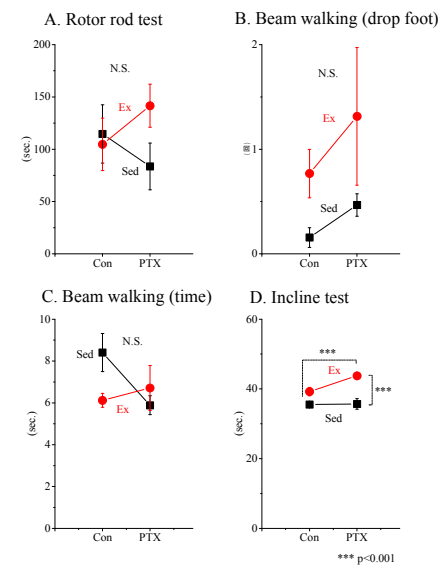 A. Rotor rod test
B. Beam walking (drop foot)
200
150
100
50
0
(sec.)
N.S.
Ex
Sed
Con
PTX
2
1
0
(回)
N.S.
Ex
Sed
Con
PTX
C. Beam walking (time)
D. Incline test
10
8
6
4
2
0
(sec.)
Sed
N.S.
Ex
Con
PTX
60
40
20
0
(sec.)
***
Ex
***
Sed
Con
PTX
*** p<0.001